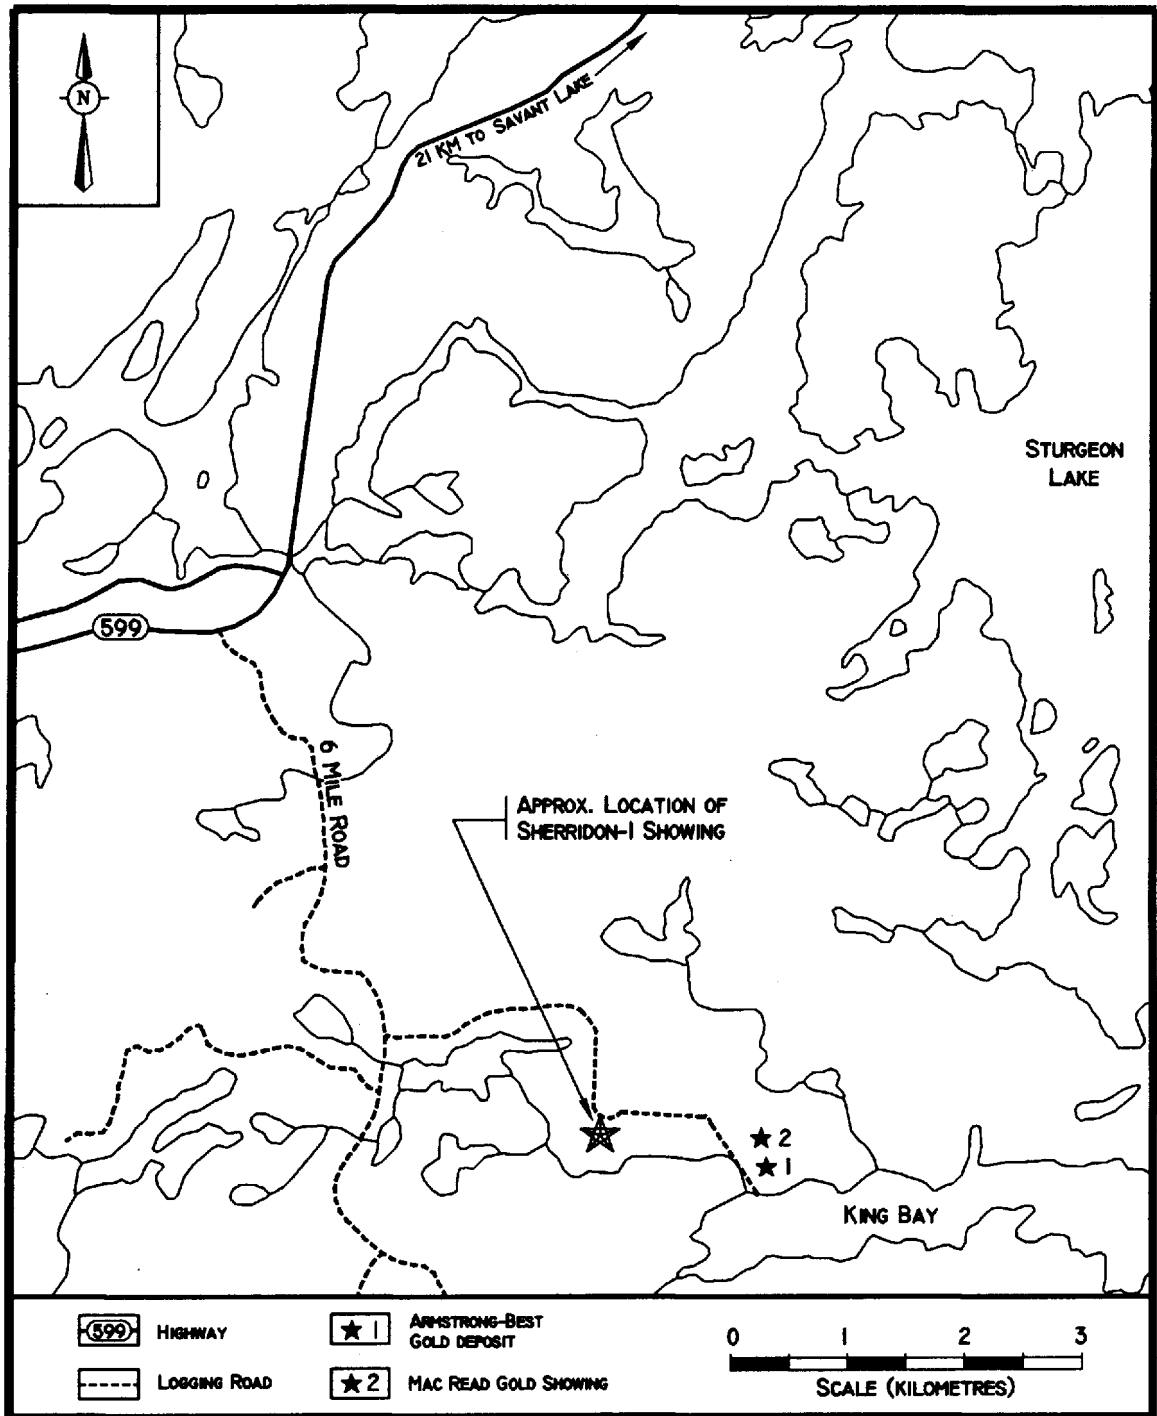 N
21 KM TO SAVANT LAKE
STURGEON
LAKE
599
6 MILE ROAD
APPROX. LOCATION OF
SHERRIDON-1 SHOWING
2
1
KING BAY
599 HIGHWAY
LOGGING ROAD
1 ARMSTRONG-BEST
GOLD DEPOSIT
2 MAC READ GOLD SHOWING
0 1 2 3
SCALE (KILOMETRES)